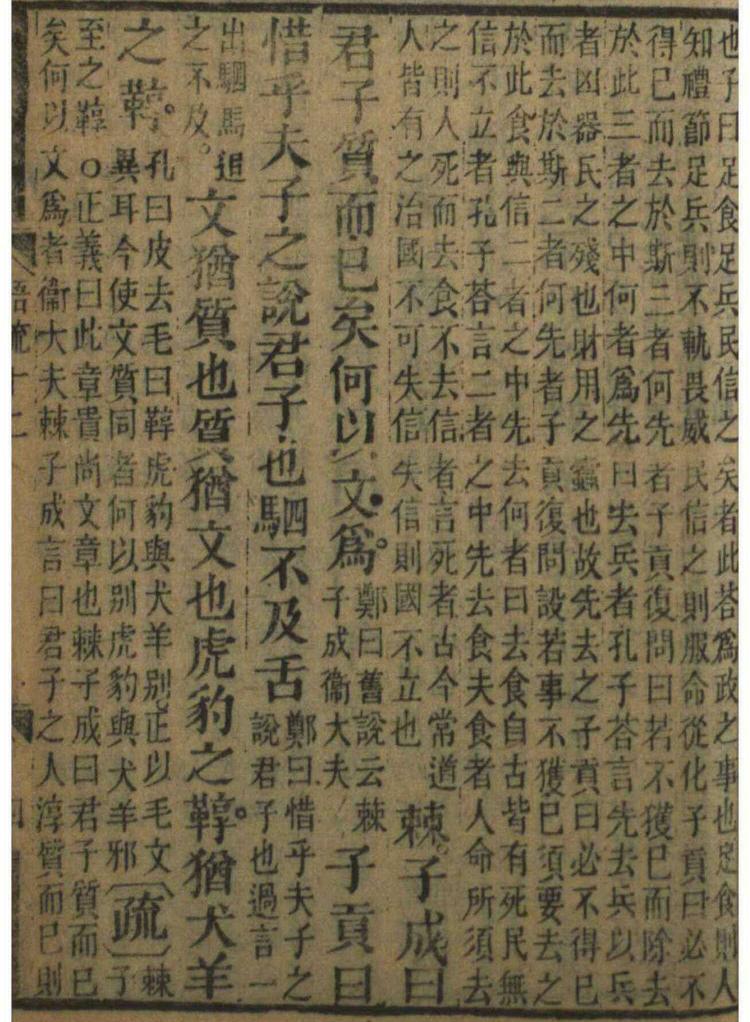 也子曰足食足兵民信之矣者此荅爲政之事也足食則人
知禮節足兵則不軌畏威民信之則服命從化子貢曰必不
得已而去於斯三者何先者子貢復問曰若不獲已而除去
於此三者之中何者爲先曰去兵者孔子荅言先去兵以兵
者凶器民之殘也財用之蠹也故先去之子貢曰必不得已
而去於斯二者何先者子貢復問設若事不獲已須要去之
於此食與信二者之中先去何者曰去食自古皆有死民無
信不立者孔子荅言二者之中先去食夫食者人命所須去
之則人死而去食不去信者言死者古今常道
人皆有之治國不可失信失信則國不立也
棘。子成曰
君子質而已矣何以文爲。
鄭曰舊說云棘
子成衞大夫
子貢曰
惜乎夫子之說君子也駟不及舌
鄭曰惜乎夫子之
說君子也過言一
出駟馬追
之不及。
文猶質也質猶文也虎豹之鞟猶犬羊
之鞟。
孔曰皮去毛曰鞟虎豹與犬羊别正以毛文
異耳今使文質同者何以别虎豹與犬羊邪
〔疏〕
棘
子
至之鞟○正義曰此章貴尚文章也棘子成曰君子質而已
矣何以文爲者衞大夫棘子成言曰君子之人淳質而已則